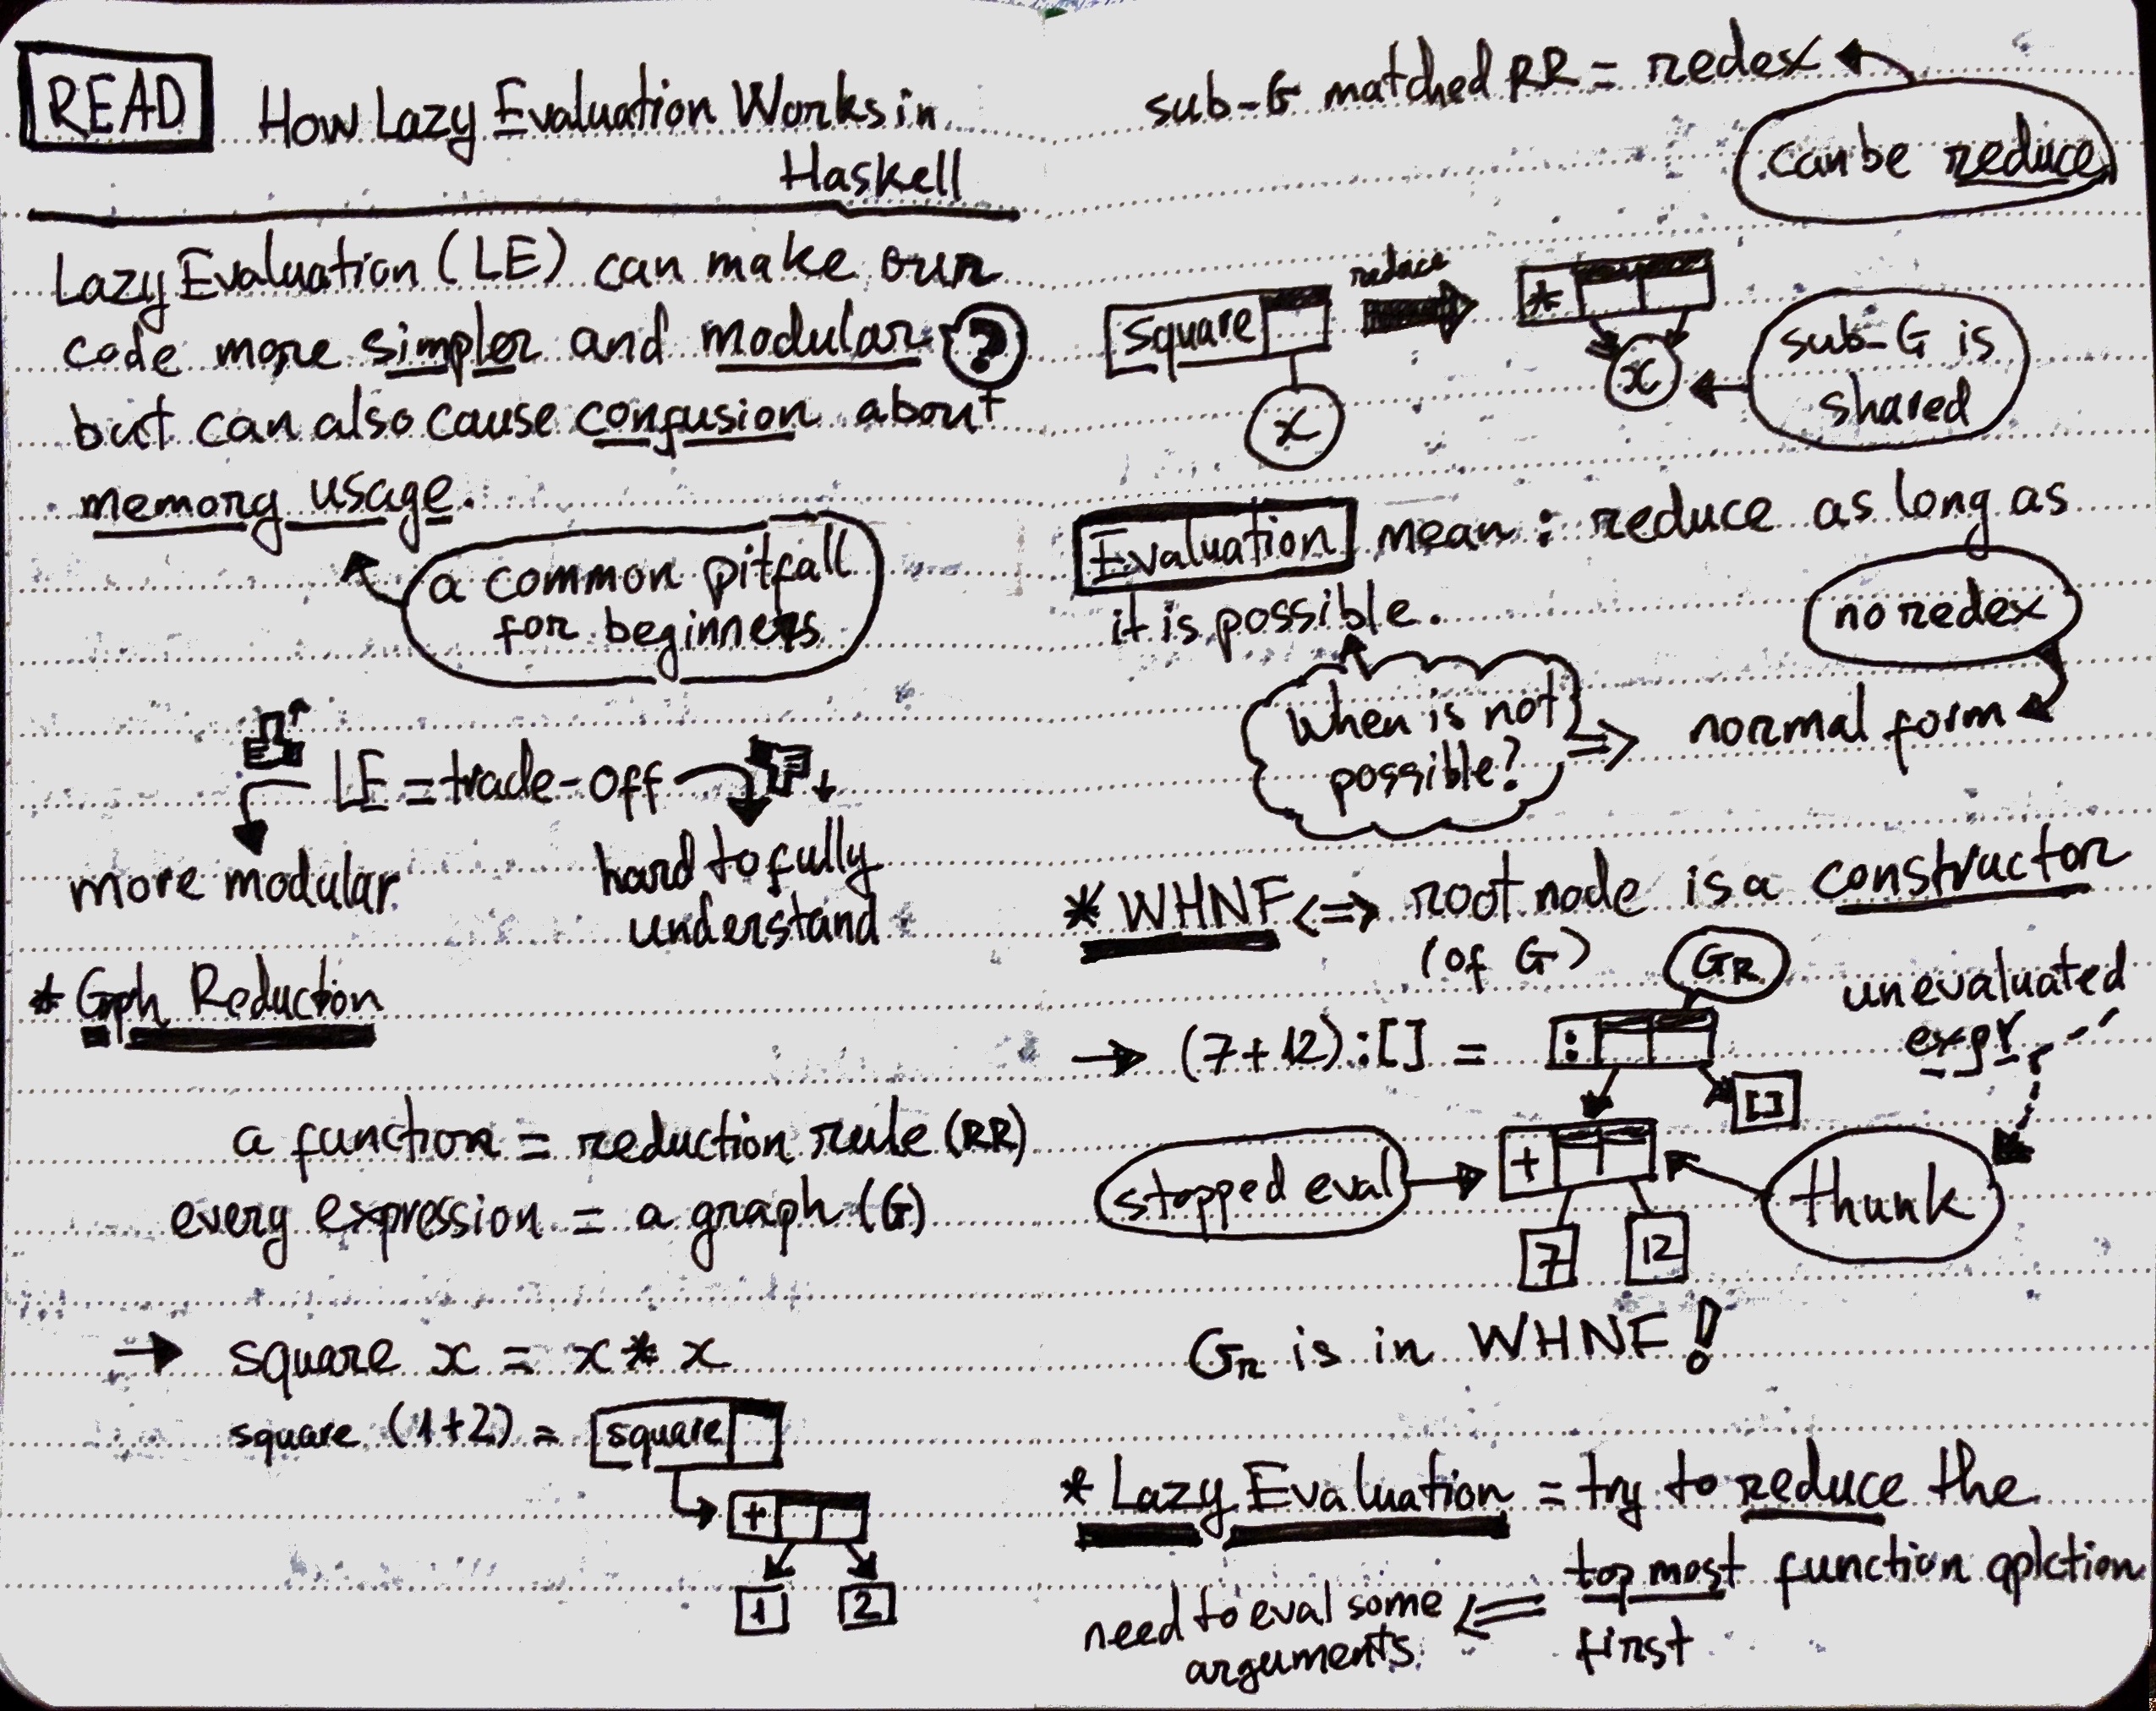 READ
How Lazy Evaluation Works in
Haskell
Lazy Evaluation (LE) can make our
code more simpler and modular ?
but can also cause confusion about
memory usage.
a common pitfall
for beginners
LE = trade-off
more modular
hard to fully
understand
* Gph Reduction
a function = reduction rule (RR)
every expression = a graph (G)
→ square x = x * x
square (1+2) = square
+
1 2
sub-G matched RR = redex
can be reduce
square reduce *
x
x
sub-G is
shared
Evaluation mean : reduce as long as
it is possible.
no redex
When is not
possible?
⇒ normal form
* WHNF <=> root node is a constructor
(of G)
GR
unevaluated
expr
→ (7+12):[] = :
[]
stopped eval
+
thunk
7 12
GR is in WHNF!
* Lazy Evaluation = try to reduce the
top most function aplction
first
need to eval some
arguments